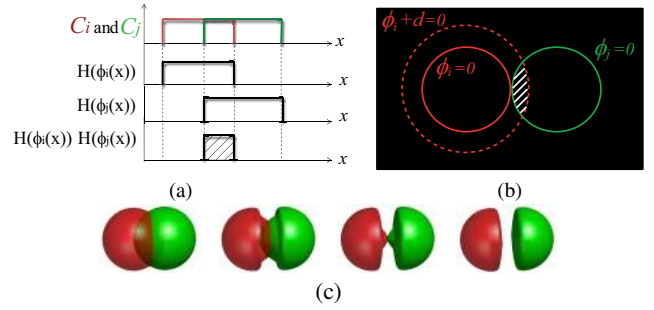 Ci and Cj
x
H(ϕi(x))
x
H(ϕj(x))
x
H(ϕi(x)) H(ϕj(x))
x
(a)
ϕi+d=0
ϕi=0
ϕj=0
(b)
(c)